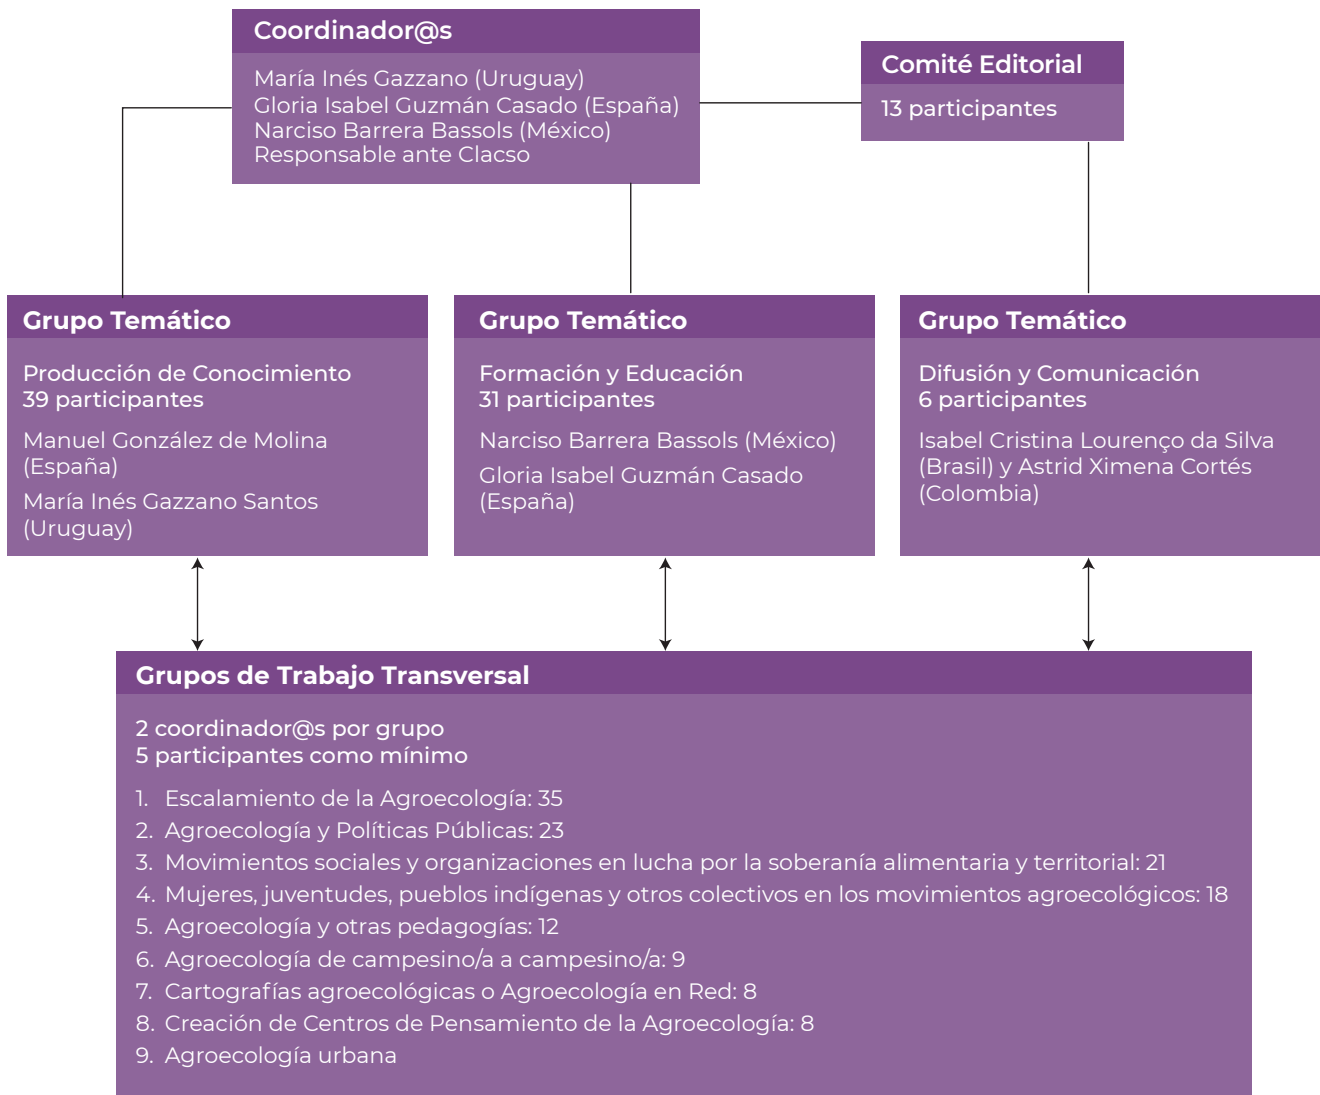 Coordinador@s
María Inés Gazzano (Uruguay)
Gloria Isabel Guzmán Casado (España)
Narciso Barrera Bassols (México)
Responsable ante Clacso
Comité Editorial
13 participantes
Grupo Temático
Producción de Conocimiento
39 participantes
Manuel González de Molina
(España)
María Inés Gazzano Santos
(Uruguay)
Grupo Temático
Formación y Educación
31 participantes
Narciso Barrera Bassols (México)
Gloria Isabel Guzmán Casado
(España)
Grupo Temático
Difusión y Comunicación
6 participantes
Isabel Cristina Lourenço da Silva
(Brasil) y Astrid Ximena Cortés
(Colombia)
Grupos de Trabajo Transversal
2 coordinador@s por grupo
5 participantes como mínimo
1. Escalamiento de la Agroecología: 35
2. Agroecología y Políticas Públicas: 23
3. Movimientos sociales y organizaciones en lucha por la soberanía alimentaria y territorial: 21
4. Mujeres, juventudes, pueblos indígenas y otros colectivos en los movimientos agroecológicos: 18
5. Agroecología y otras pedagogías: 12
6. Agroecología de campesino/a a campesino/a: 9
7. Cartografías agroecológicas o Agroecología en Red: 8
8. Creación de Centros de Pensamiento de la Agroecología: 8
9. Agroecología urbana